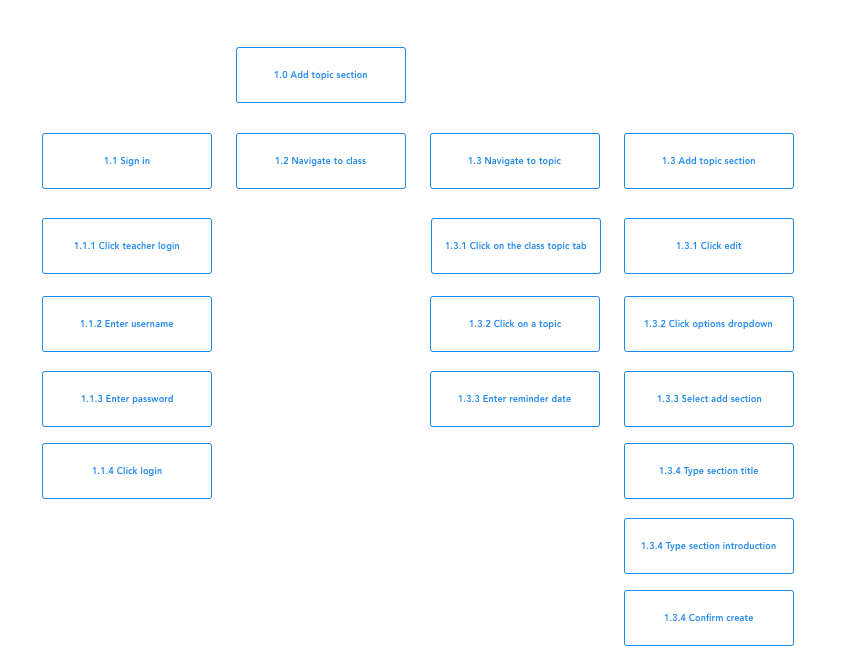 1.0 Add topic section
1.1 Sign in
1.2 Navigate to class
1.3 Navigate to topic
1.3 Add topic section
1.1.1 Click teacher login
1.3.1 Click on the class topic tab
1.3.1 Click edit
1.1.2 Enter username
1.3.2 Click on a topic
1.3.2 Click options dropdown
1.1.3 Enter password
1.3.3 Enter reminder date
1.3.3 Select add section
1.1.4 Click login
1.3.4 Type section title
1.3.4 Type section introduction
1.3.4 Confirm create